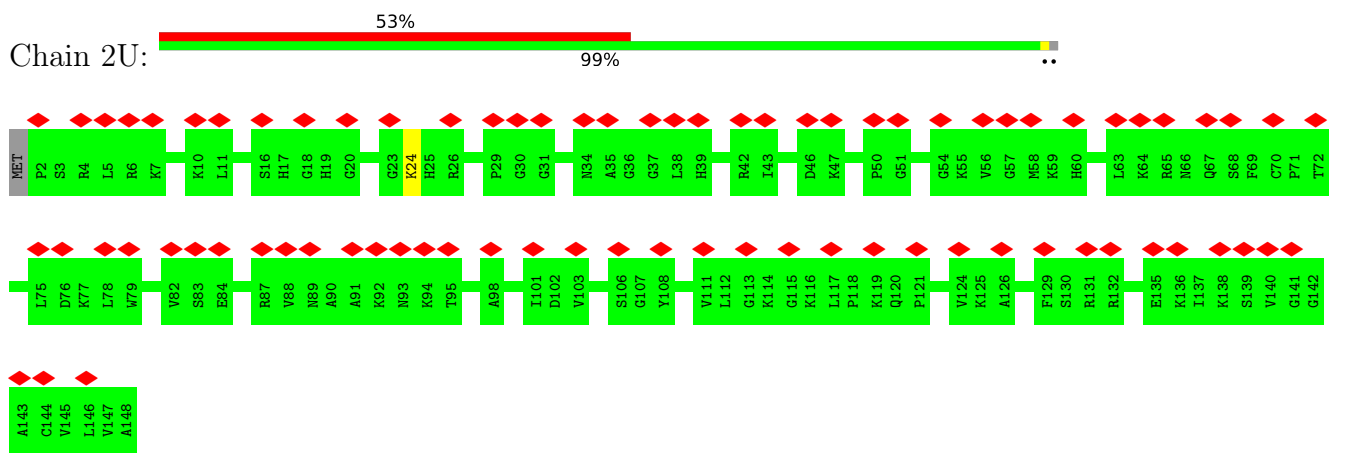 53%
Chain 2U:
99%
••
MET P2 S3 R4 L5 R6 K7 K10 L11 S16 H17 G18 H19 G20 G23 K24 H25 R26 P29 G30 G31 N34 A35 G36 G37 L38 H39 R42 I43 D46 K47 P50 G51 G54 K55 V56 G57 M58 K59 H60 L63 K64 R65 N66 Q67 S68 F69 C70 P71 T72
L75 D76 K77 L78 W79 V82 S83 E84 R87 V88 N89 A90 A91 K92 N93 K94 T95 A98 I101 D102 V103 S106 G107 Y108 V111 L112 G113 K114 G115 K116 L117 P118 K119 Q120 P121 V124 K125 A126 F129 S130 R131 R132 E135 K136 I137 K138 S139 V140 G141 G142
A143 C144 V145 L146 V147 A148